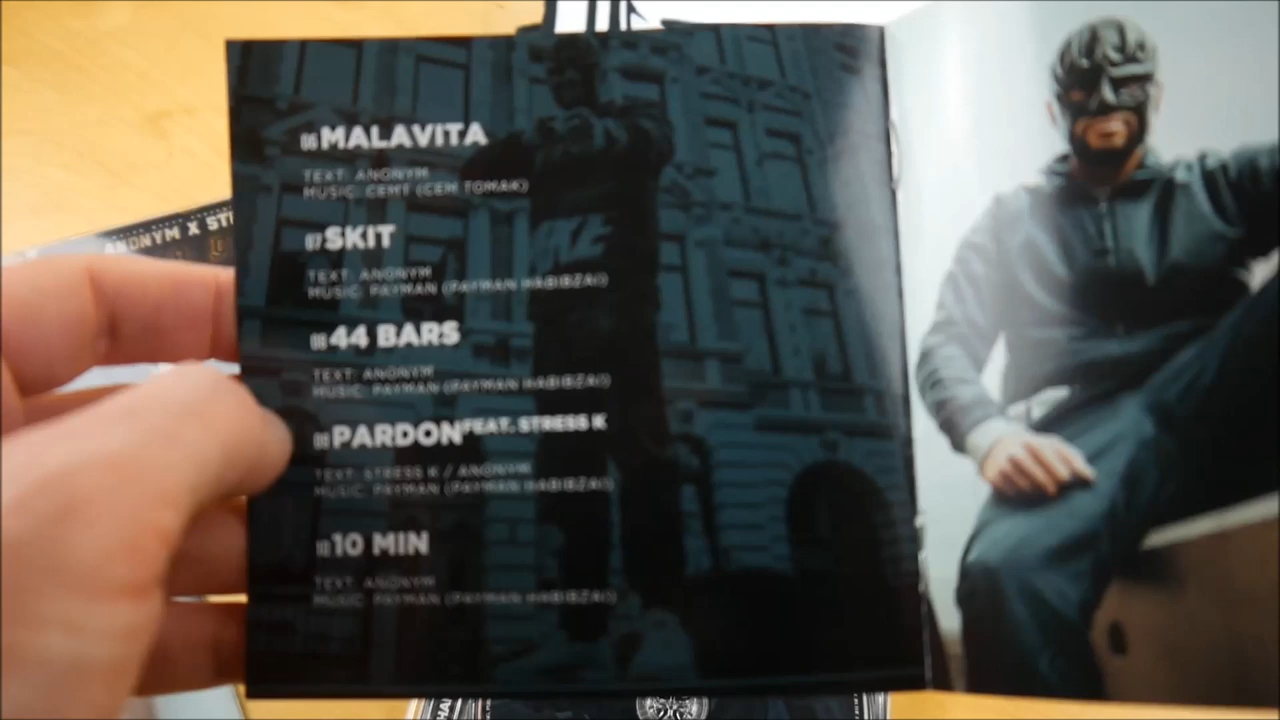 06 MALAVITA
TEXT: ANONYM
MUSIC: CEMT (CEM TOMAK)
07 SKIT
TEXT: ANONYM
MUSIC: PAYMAN (PAYMAN HABIBZAI)
08 44 BARS
TEXT: ANONYM
MUSIC: PAYMAN (PAYMAN HABIBZAI)
09 PARDON FEAT. STRESS K
TEXT: STRESS K / ANONYM
MUSIC: PAYMAN (PAYMAN HABIBZAI)
10 10 MIN
TEXT: ANONYM
MUSIC: PAYMAN (PAYMAN HABIBZAI)
ANONYM X